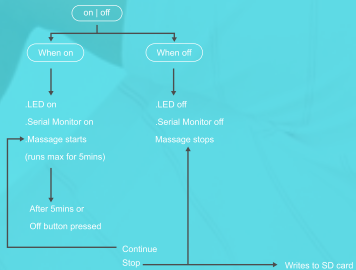 on | off
When on
When off
.LED on
.Serial Monitor on
Massage starts
(runs max for 5mins)
.LED off
.Serial Monitor off
Massage stops
After 5mins or
Off button pressed
Continue
Stop
Writes to SD card